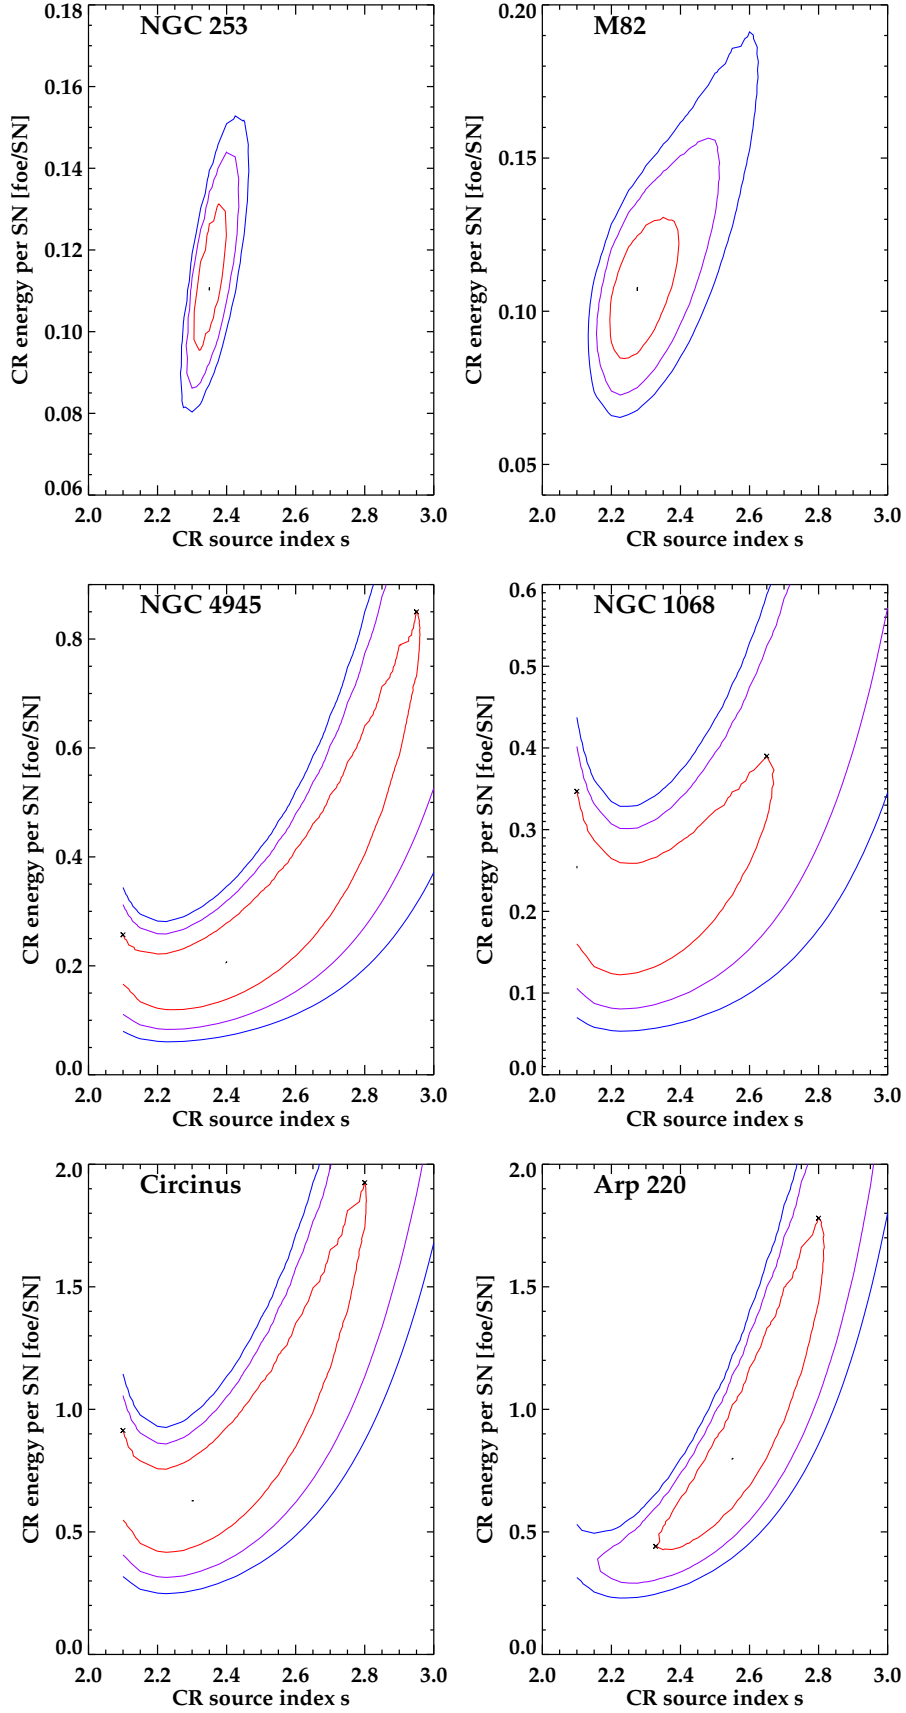 NGC 253
CR energy per SN [foe/SN]
0.18
0.16
0.14
0.12
0.10
0.08
0.06
2.0 2.2 2.4 2.6 2.8 3.0
CR source index s
M82
CR energy per SN [foe/SN]
0.20
0.15
0.10
0.05
2.0 2.2 2.4 2.6 2.8 3.0
CR source index s
NGC 4945
CR energy per SN [foe/SN]
0.8
0.6
0.4
0.2
0.0
2.0 2.2 2.4 2.6 2.8 3.0
CR source index s
NGC 1068
CR energy per SN [foe/SN]
0.6
0.5
0.4
0.3
0.2
0.1
0.0
2.0 2.2 2.4 2.6 2.8 3.0
CR source index s
Circinus
CR energy per SN [foe/SN]
2.0
1.5
1.0
0.5
0.0
2.0 2.2 2.4 2.6 2.8 3.0
CR source index s
Arp 220
CR energy per SN [foe/SN]
2.0
1.5
1.0
0.5
0.0
2.0 2.2 2.4 2.6 2.8 3.0
CR source index s